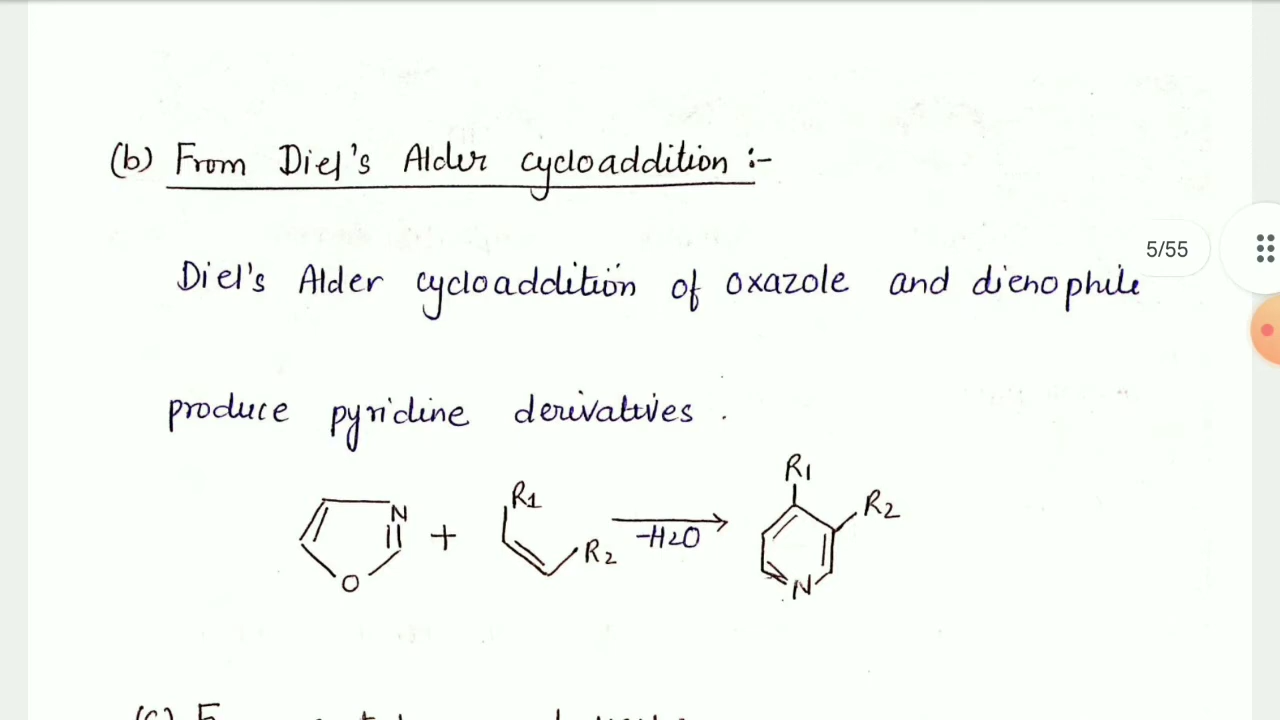 (b) From Diel's Alder cycloaddition :-
5/55
Diel's Alder cycloaddition of oxazole and dienophile
produce pyridine derivatives .
R1
R1
R2
N
+
-H2O
R2
O
N